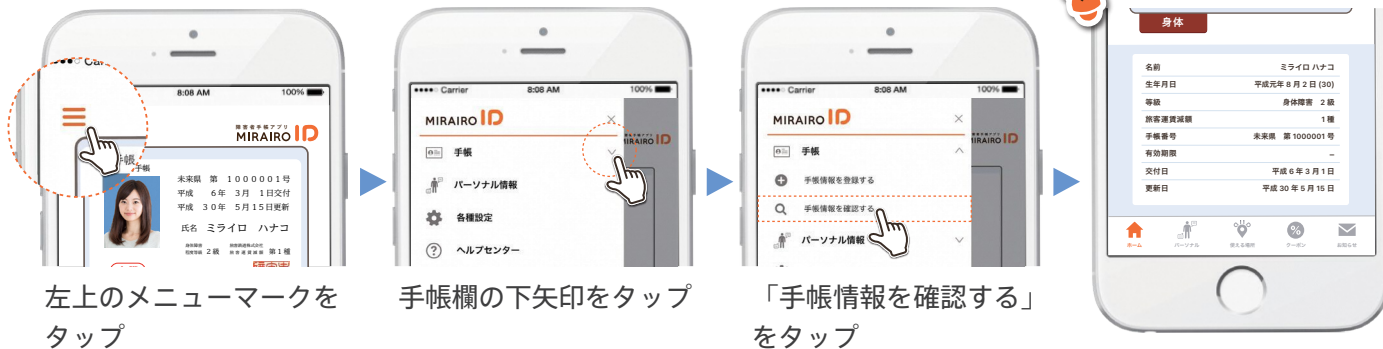 Car
8:08 AM
100%
障害者手帳アプリ
MIRAIRO ID
手帳
手帳
未来県 第 1000001号
平成 6年 3月 1日交付
平成 30年 5月15日更新
氏名 ミライロ ハナコ
2級
第1種
左上のメニューマークを
タップ
Carrier
8:08 AM
100%
MIRAIRO ID
×
手帳
パーソナル情報
各種設定
ヘルプセンター
手帳欄の下矢印をタップ
Carrier
8:08 AM
100%
MIRAIRO ID
×
手帳
手帳情報を登録する
手帳情報を確認する
パーソナル情報
「手帳情報を確認する」
をタップ
身体
名前 ミライロ ハナコ
生年月日 平成元年 8 月 2 日 (30)
等級 身体障害 2 級
旅客運賃減額 1 種
手帳番号 未来県 第 1000001 号
有効期限 –
交付日 平成 6 年 3 月 1 日
更新日 平成 30 年 5 月 15 日
ホーム パーソナル 使える場所 クーポン お知らせ